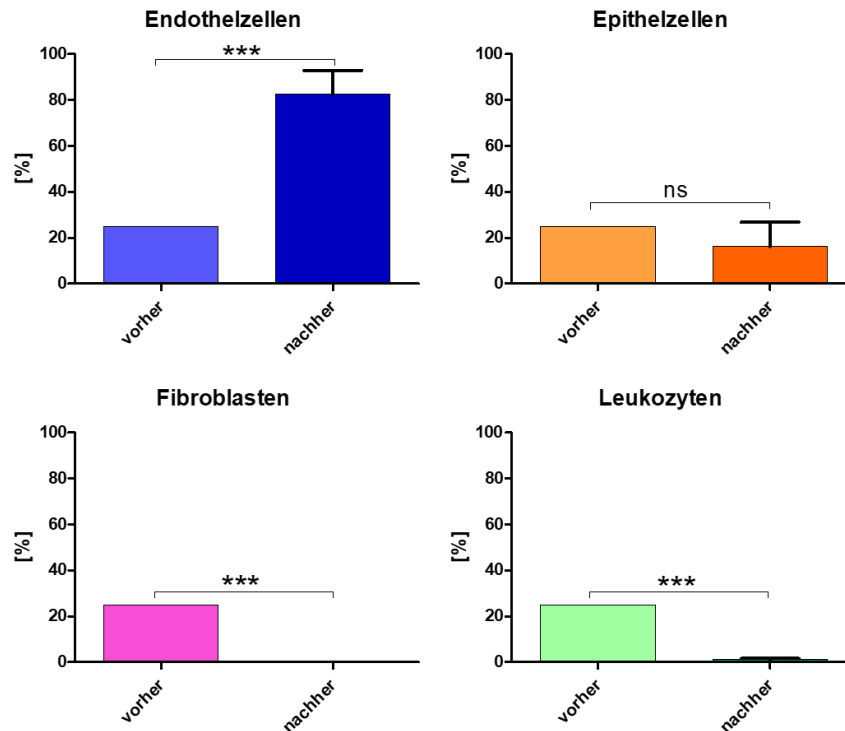 Endothelzellen
***
100
80
60
40
20
0
[%]
vorher
nachher
Epithelzellen
ns
100
80
60
40
20
0
[%]
vorher
nachher
Fibroblasten
***
100
80
60
40
20
0
[%]
vorher
nachher
Leukozyten
***
100
80
60
40
20
0
[%]
vorher
nachher